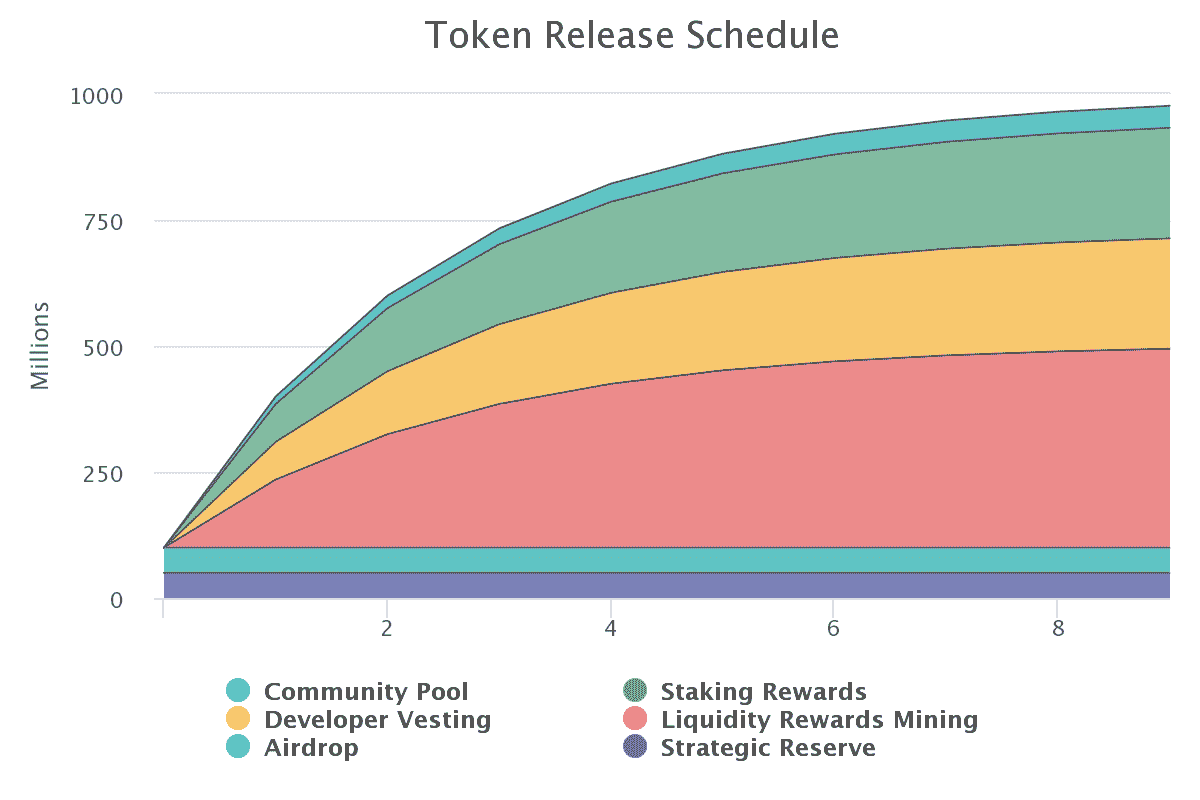 Token Release Schedule
1000
750
500
250
0
Millions
2 4 6 8
Community Pool Staking Rewards
Developer Vesting Liquidity Rewards Mining
Airdrop Strategic Reserve